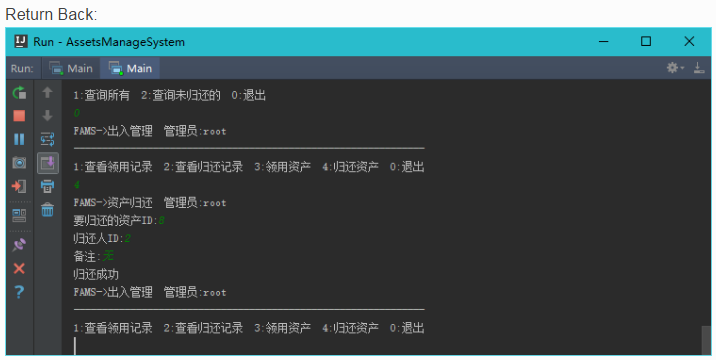 Return Back:
Run - AssetsManageSystem
Run: Main Main
1:查询所有 2:查询未归还的 0:退出
0
FAMS->出入管理 管理员:root
1:查看领用记录 2:查看归还记录 3:领用资产 4:归还资产 0:退出
4
FAMS->资产归还 管理员:root
要归还的资产ID:8
归还人ID:2
备注:无
归还成功
FAMS->出入管理 管理员:root
1:查看领用记录 2:查看归还记录 3:领用资产 4:归还资产 0:退出